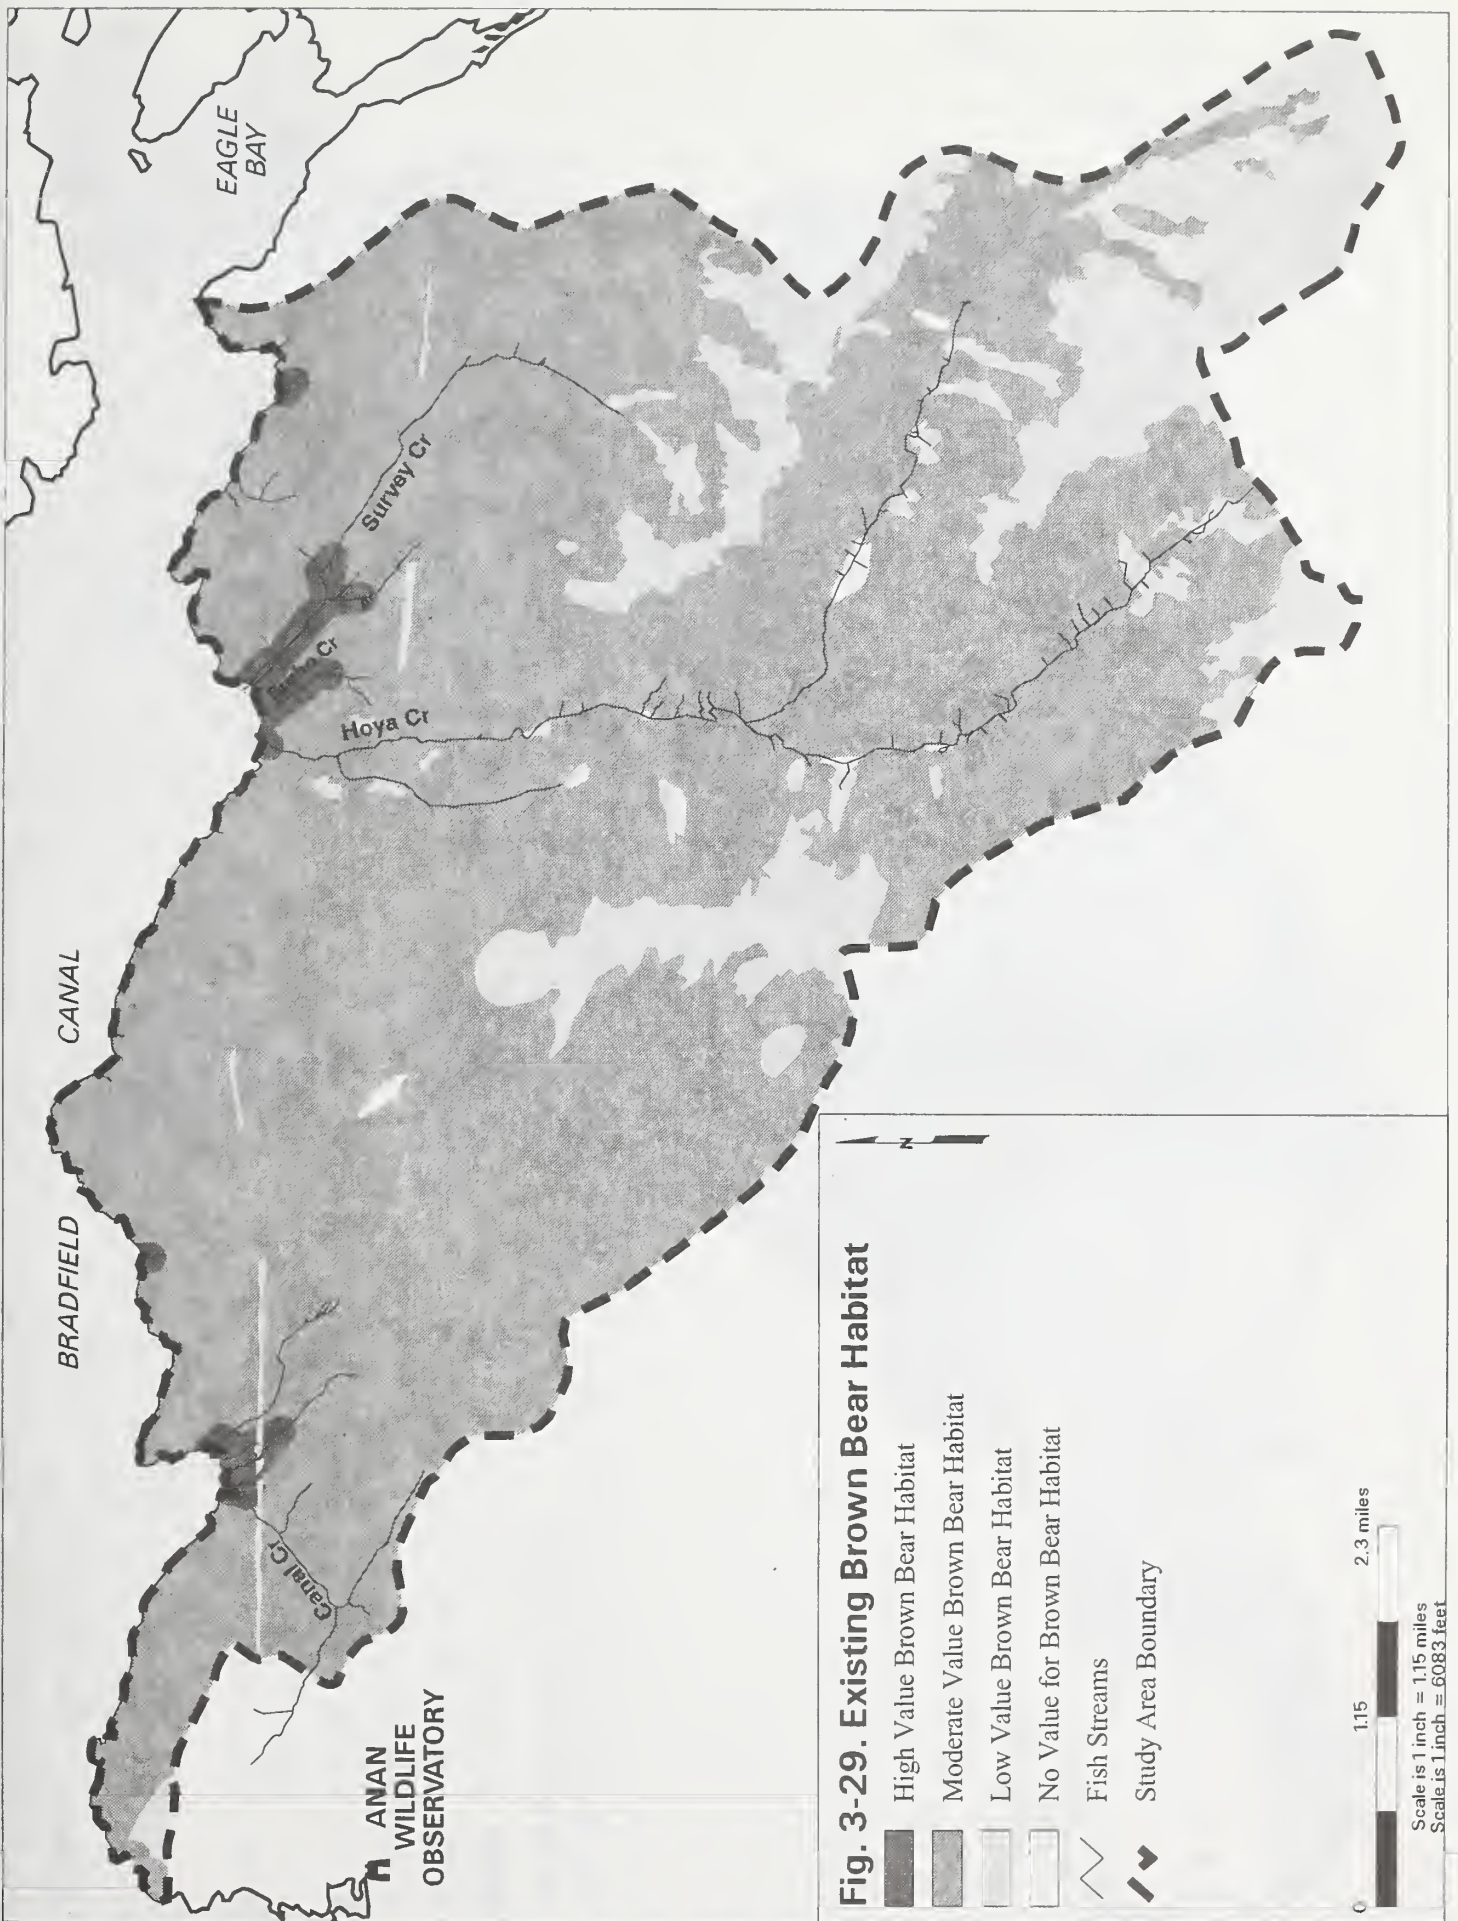 EAGLE
BAY
BRADFIELD CANAL
Survey Cr
Cr
Hoya Cr
Canal Cr
ANAN
WILDLIFE
OBSERVATORY
Fig. 3-29. Existing Brown Bear Habitat
High Value Brown Bear Habitat
Moderate Value Brown Bear Habitat
Low Value Brown Bear Habitat
No Value for Brown Bear Habitat
Fish Streams
Study Area Boundary
N
0 1.15 2.3 miles
Scale is 1 inch = 1.15 miles
Scale is 1 inch = 6083 feet